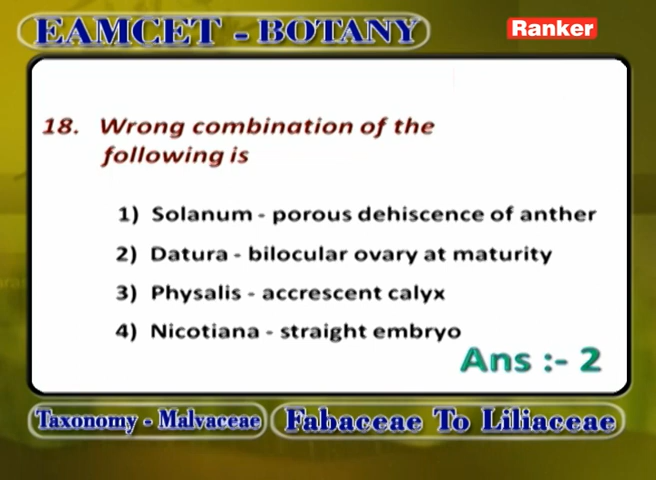 EAMCET - BOTANY
Ranker
18. Wrong combination of the
following is
1) Solanum - porous dehiscence of anther
2) Datura - bilocular ovary at maturity
3) Physalis - accrescent calyx
4) Nicotiana - straight embryo
Ans :- 2
Taxonomy - Malvaceae
Fabaceae To Liliaceae